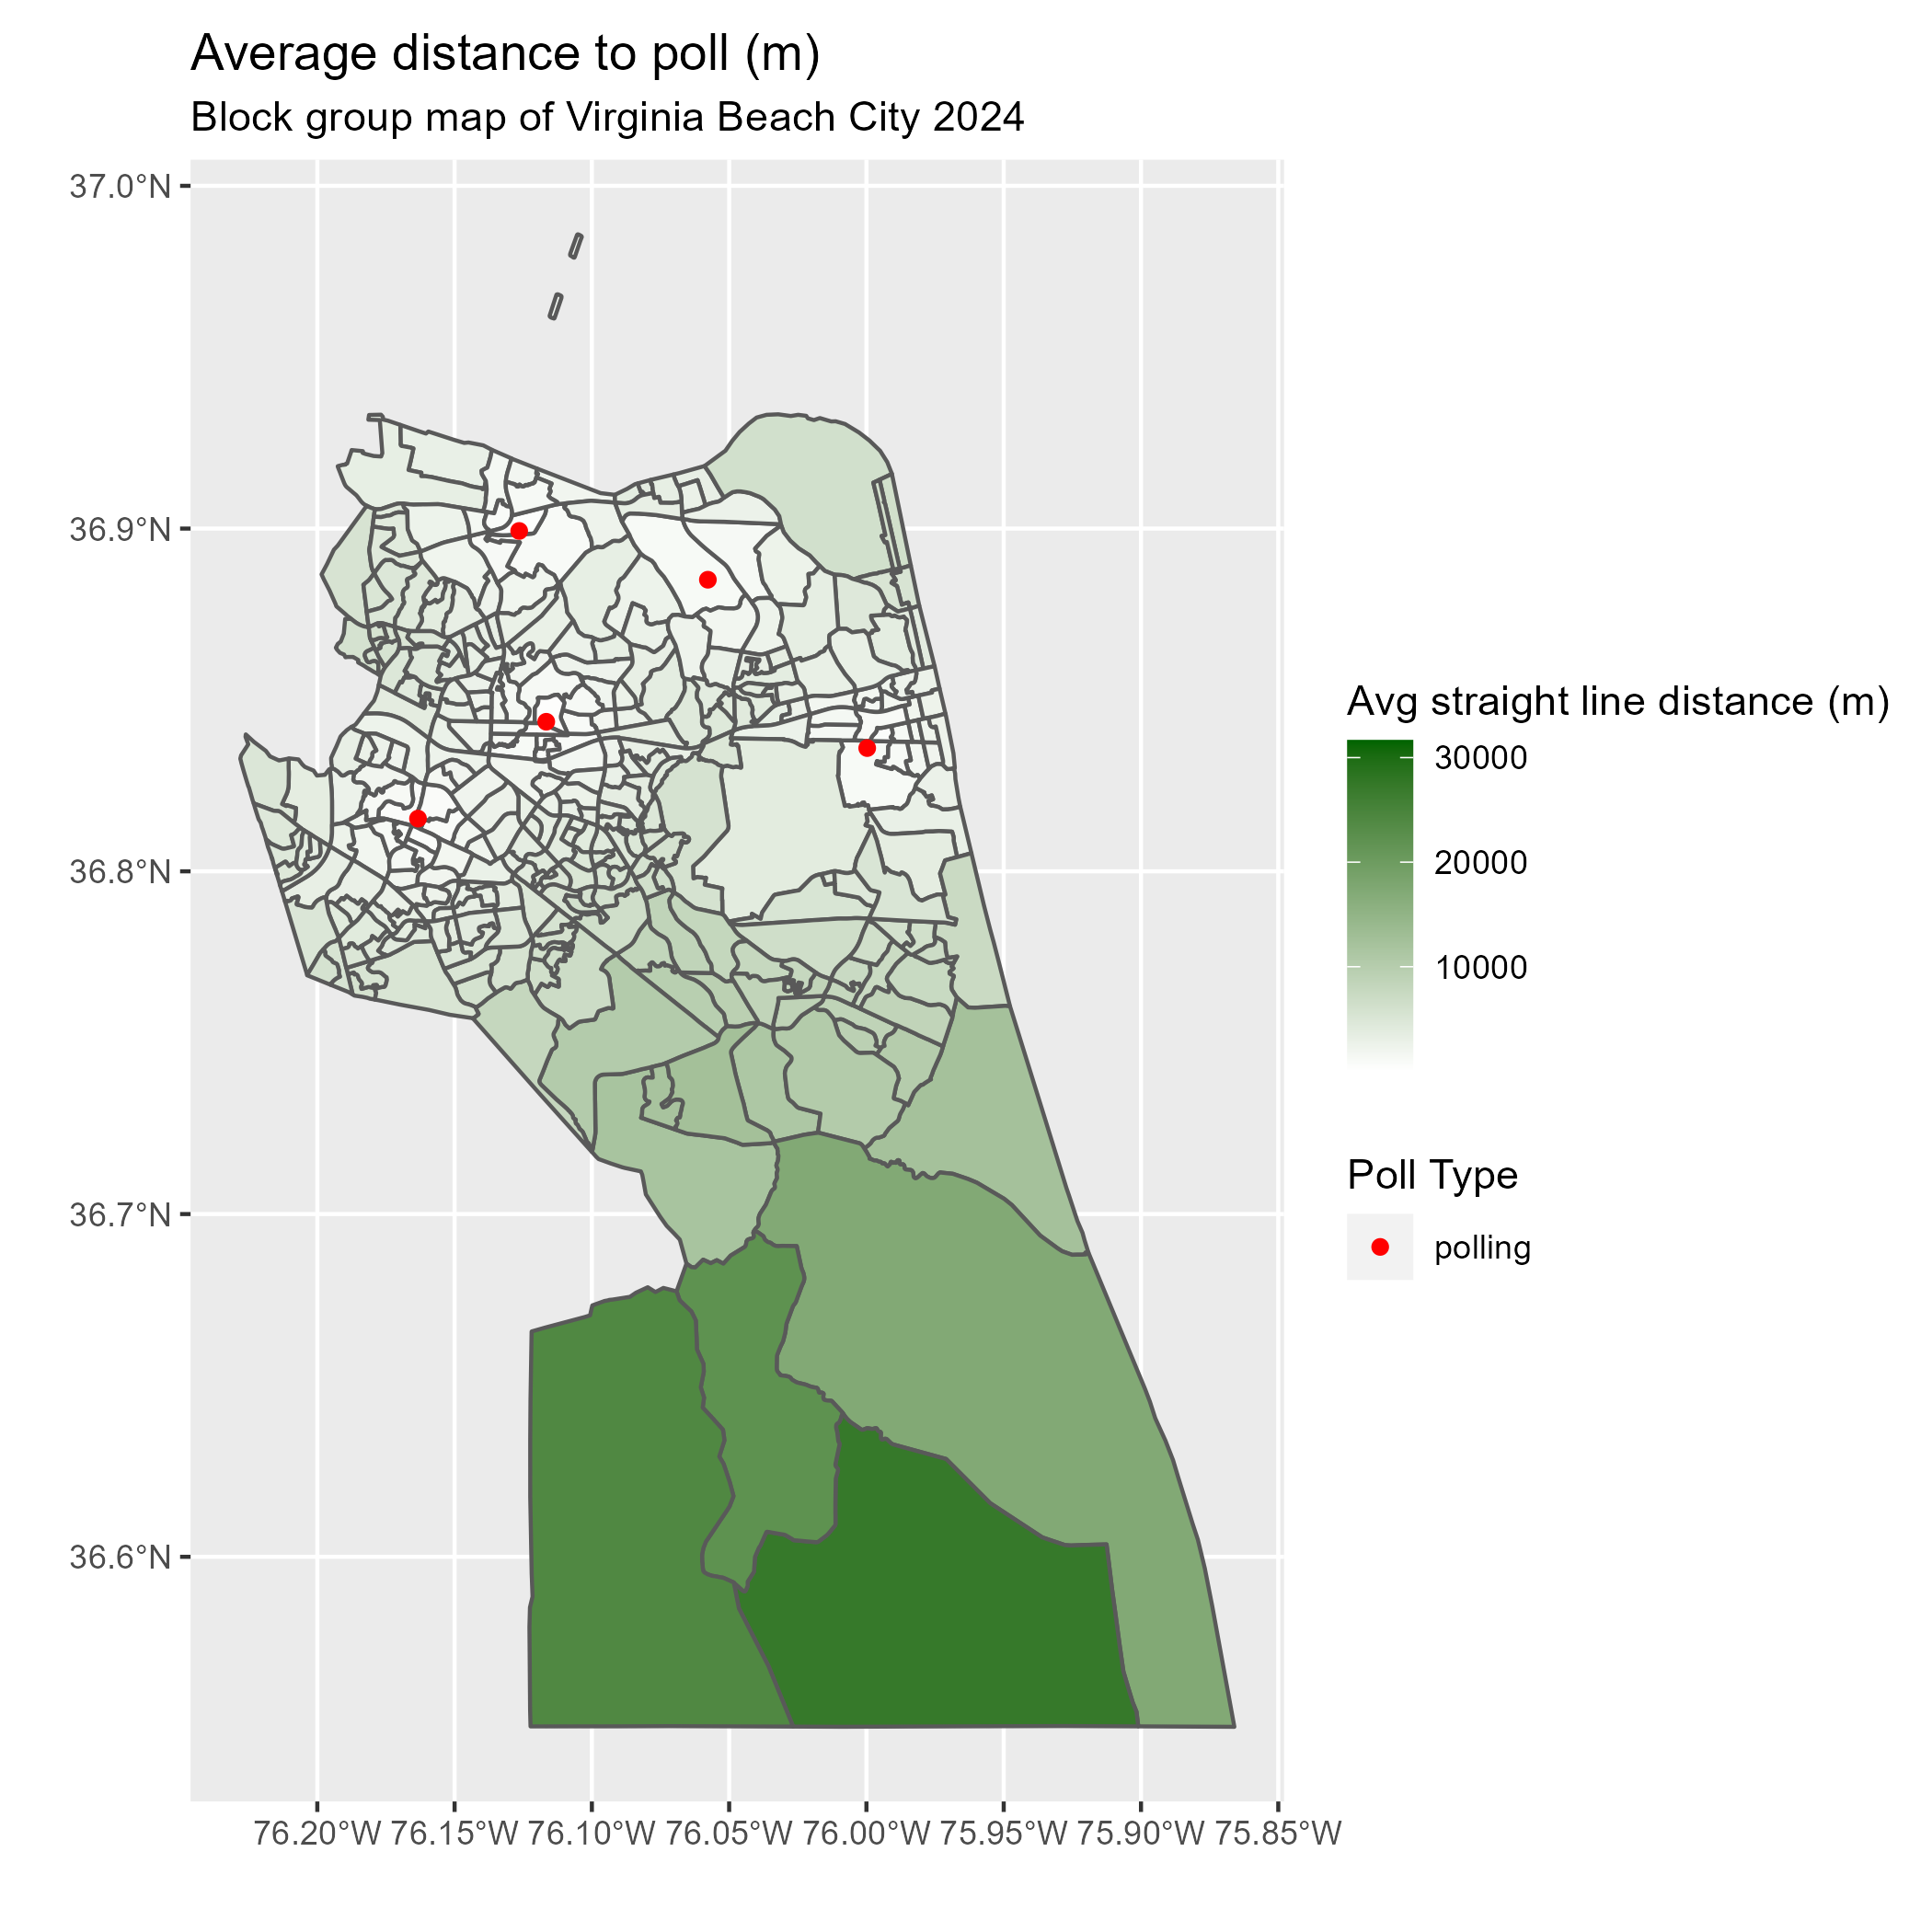 Average distance to poll (m)
Block group map of Virginia Beach City 2024
37.0°N
36.9°N
36.8°N
36.7°N
36.6°N
76.20°W 76.15°W 76.10°W 76.05°W 76.00°W 75.95°W 75.90°W 75.85°W
Avg straight line distance (m)
30000
20000
10000
Poll Type
polling